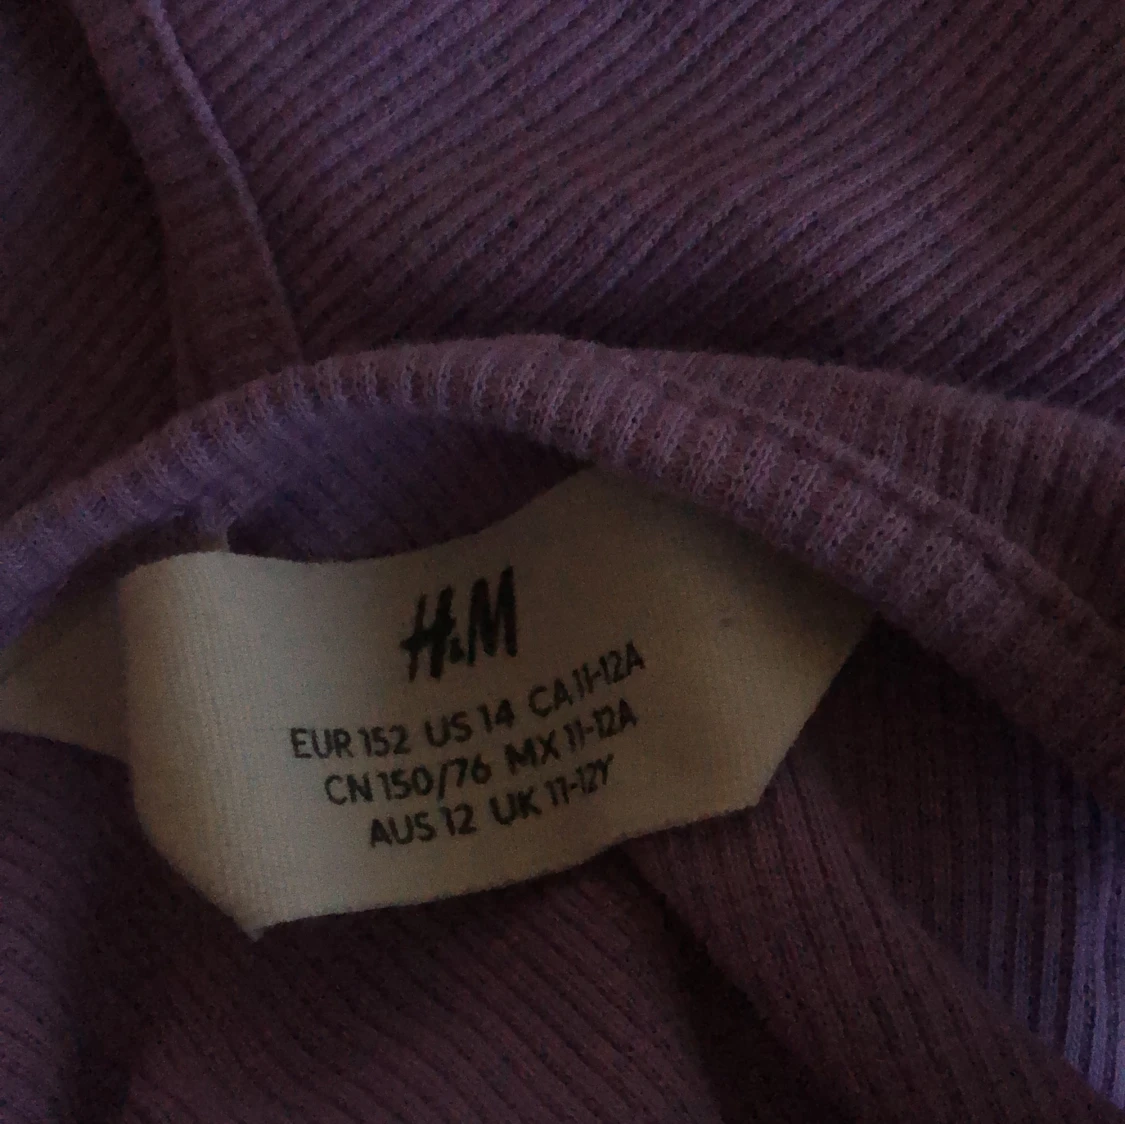 H&M
EUR 152 US 14 CA 11-12A
CN 150/76 MX 11-12A
AUS 12 UK 11-12Y